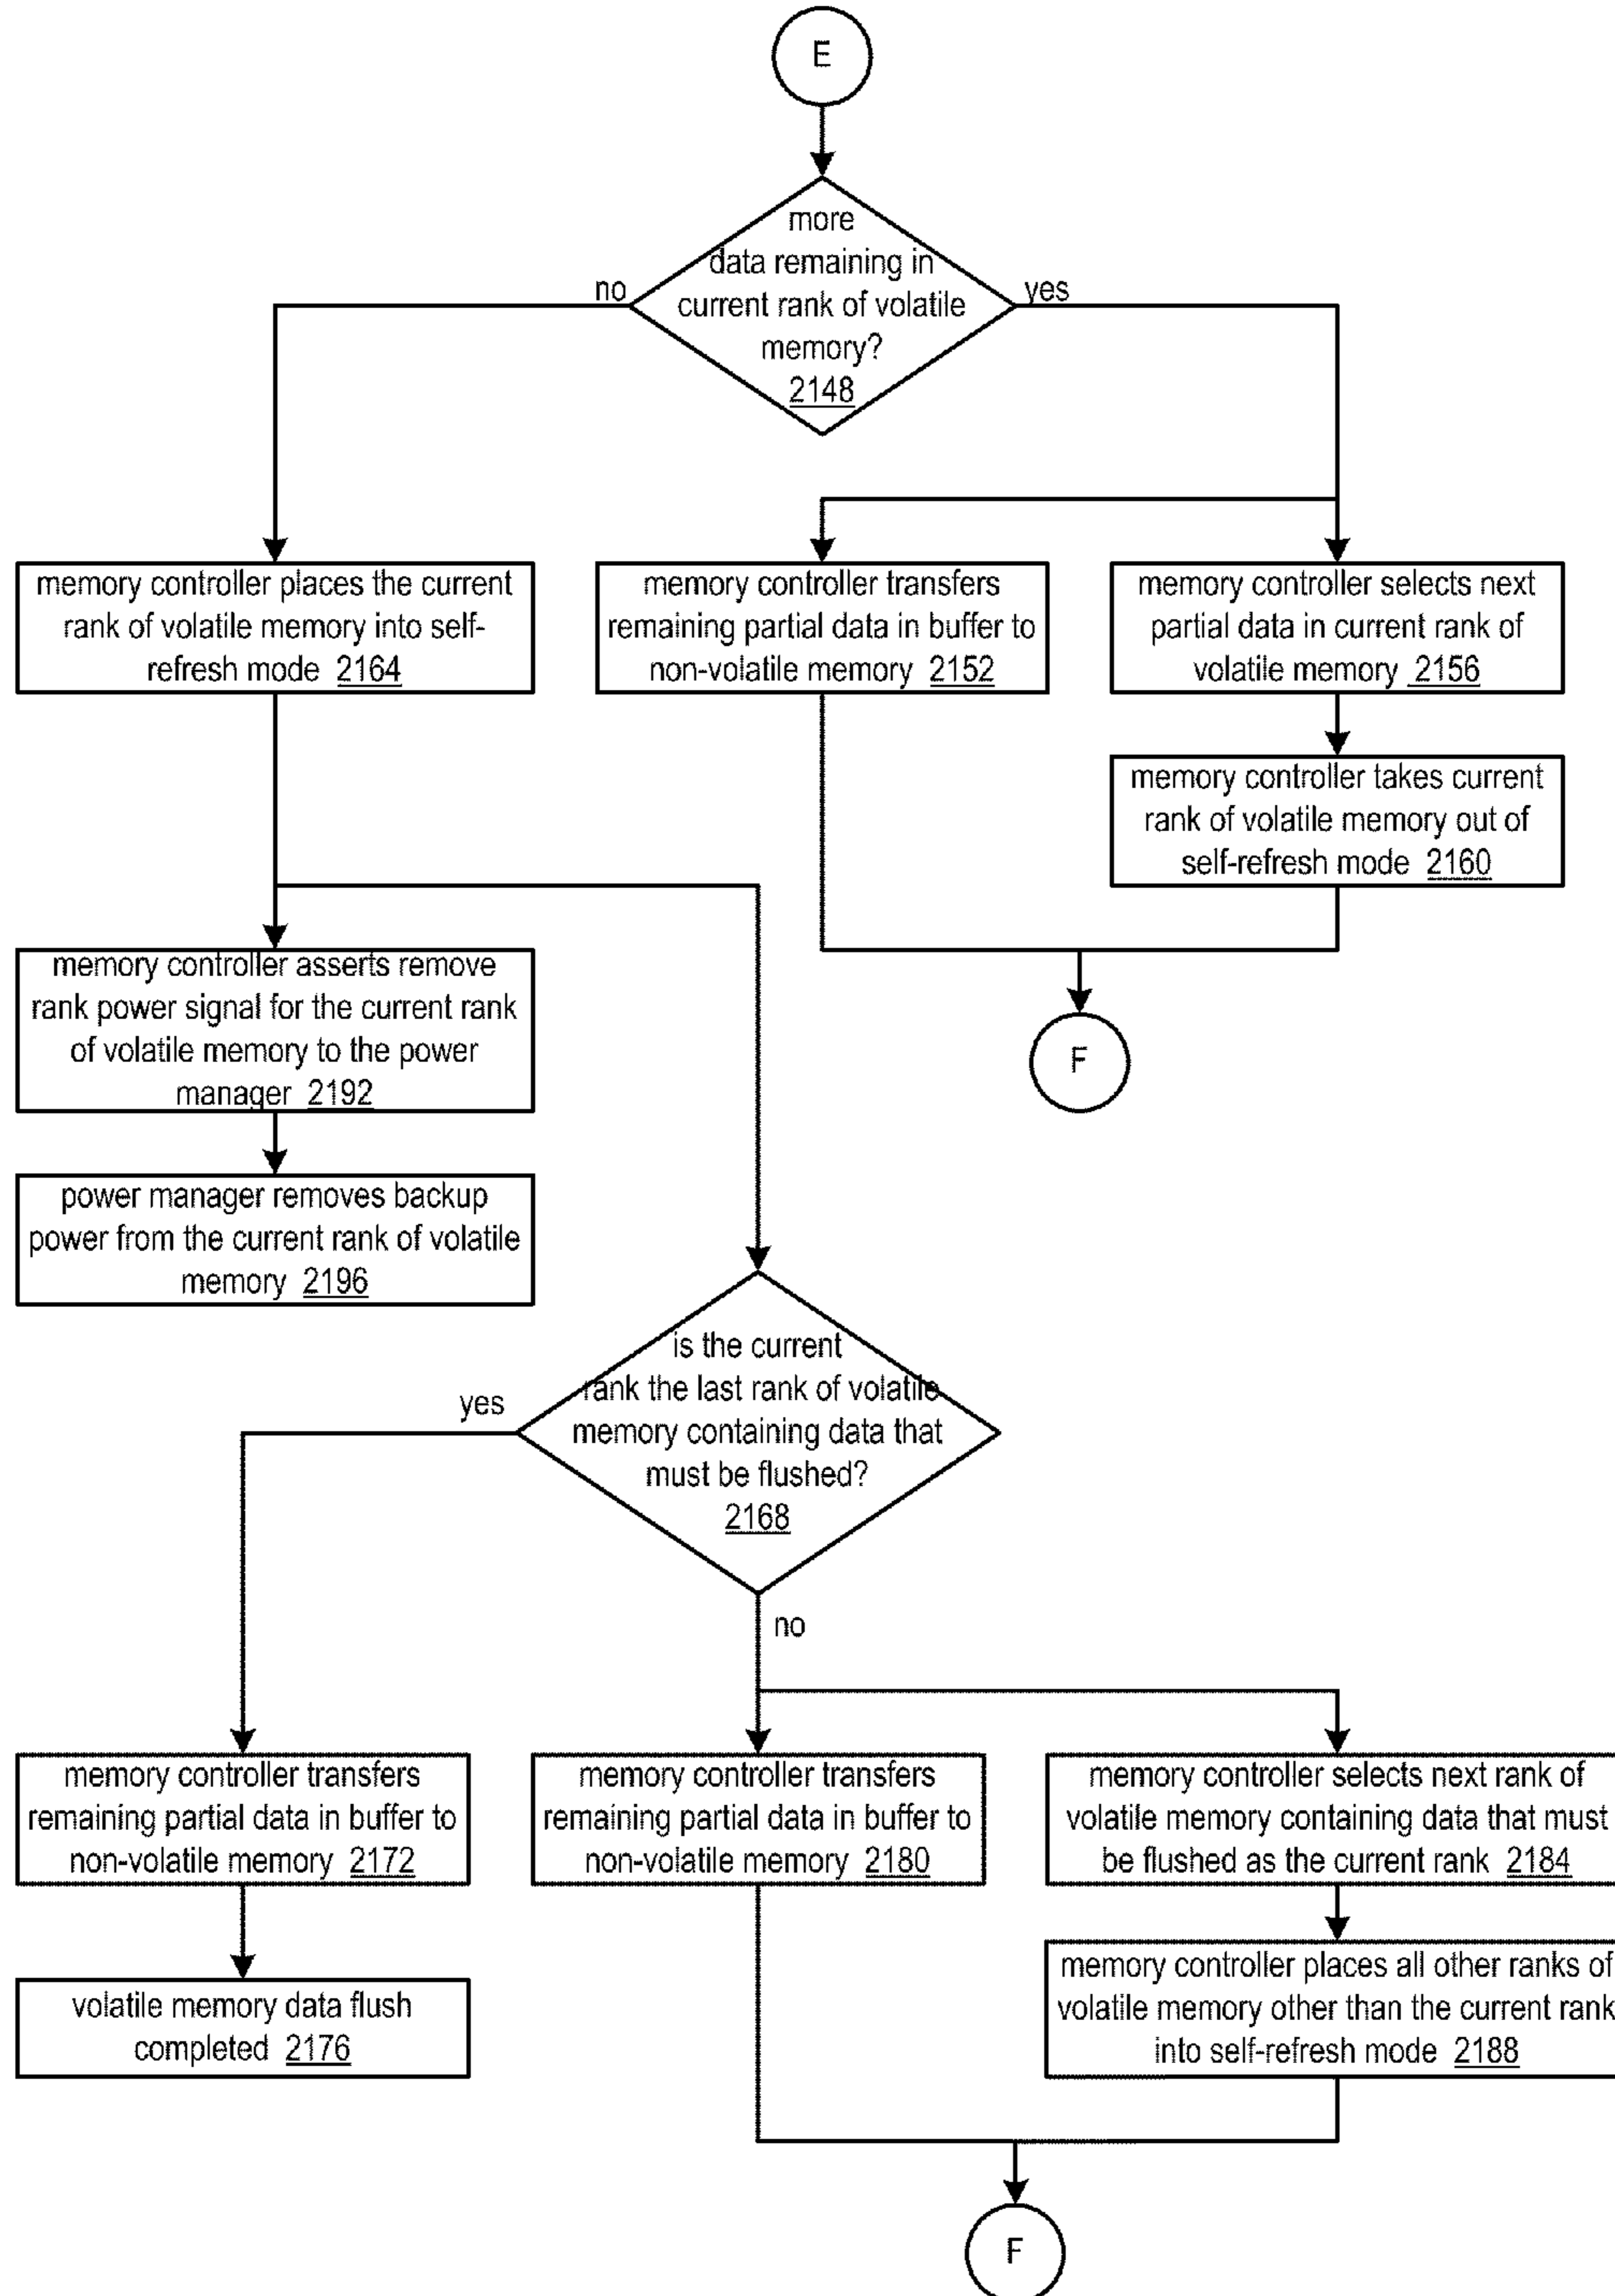 E
more
data remaining in
current rank of volatile
memory?
2148
no
yes
memory controller places the current
rank of volatile memory into self-
refresh mode 2164
memory controller transfers
remaining partial data in buffer to
non-volatile memory 2152
memory controller selects next
partial data in current rank of
volatile memory 2156
memory controller takes current
rank of volatile memory out of
self-refresh mode 2160
memory controller asserts remove
rank power signal for the current rank
of volatile memory to the power
manager 2192
F
power manager removes backup
power from the current rank of volatile
memory 2196
is the current
rank the last rank of volatile
memory containing data that
must be flushed?
2168
yes
no
memory controller transfers
remaining partial data in buffer to
non-volatile memory 2172
memory controller transfers
remaining partial data in buffer to
non-volatile memory 2180
memory controller selects next rank of
volatile memory containing data that must
be flushed as the current rank 2184
volatile memory data flush
completed 2176
memory controller places all other ranks of
volatile memory other than the current rank
into self-refresh mode 2188
F